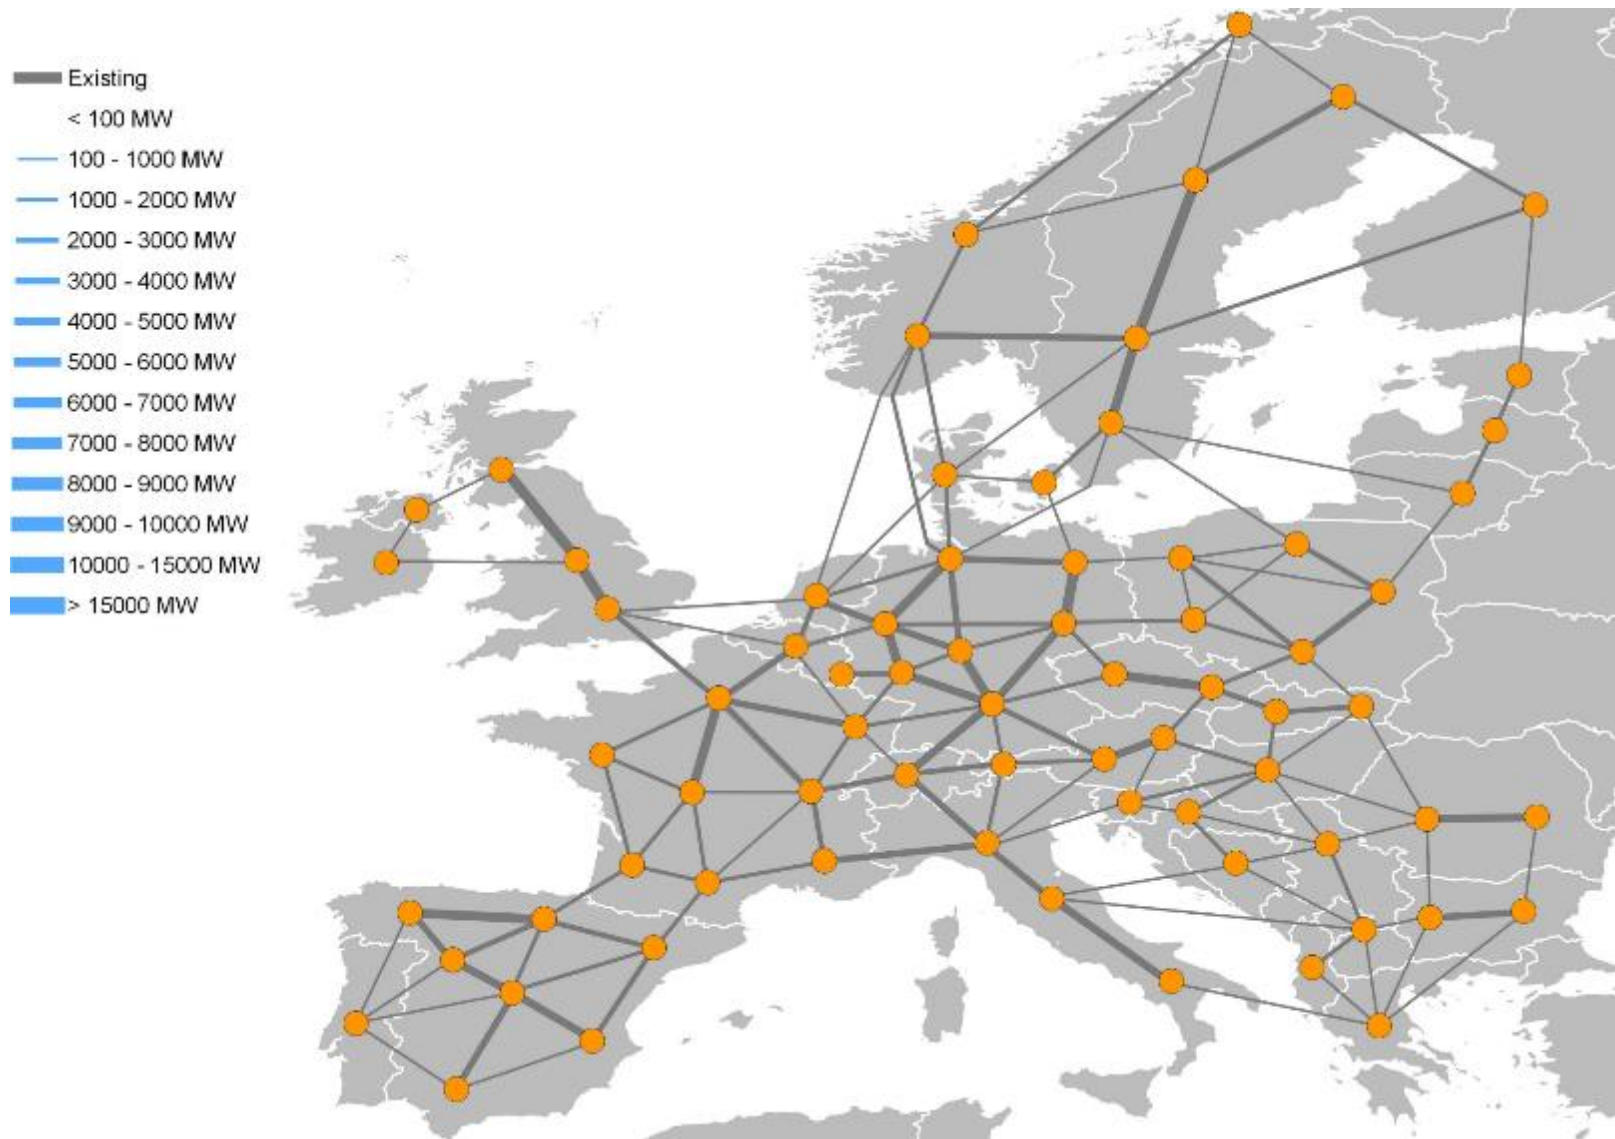 Existing
< 100 MW
100 - 1000 MW
1000 - 2000 MW
2000 - 3000 MW
3000 - 4000 MW
4000 - 5000 MW
5000 - 6000 MW
6000 - 7000 MW
7000 - 8000 MW
8000 - 9000 MW
9000 - 10000 MW
10000 - 15000 MW
> 15000 MW